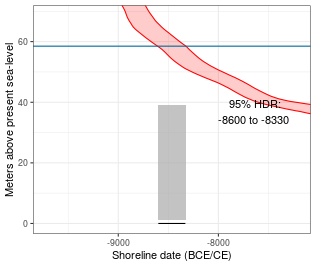 Meters above present sea-level
60
40
20
0
95% HDR:
-8600 to -8330
-9000
-8000
Shoreline date (BCE/CE)